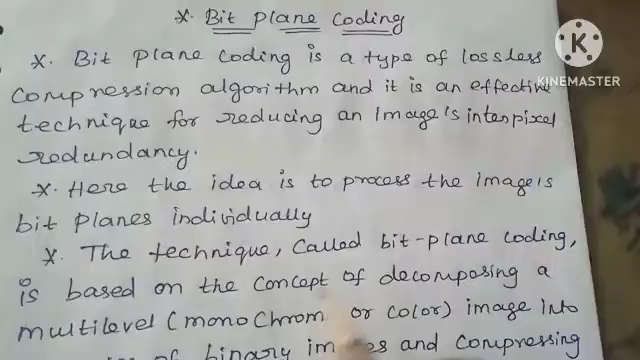 *. Bit plane Coding
*. Bit plane coding is a type of lossless
compression algorithm and it is an effective
technique for reducing an image's interpixel
redundancy.
*. Here the idea is to process the image's
bit planes individually
*. The technique, called bit-plane coding,
is based on the concept of decomposing a
multilevel (monochrom or color) image into
of binary images and compressing
KINEMASTER